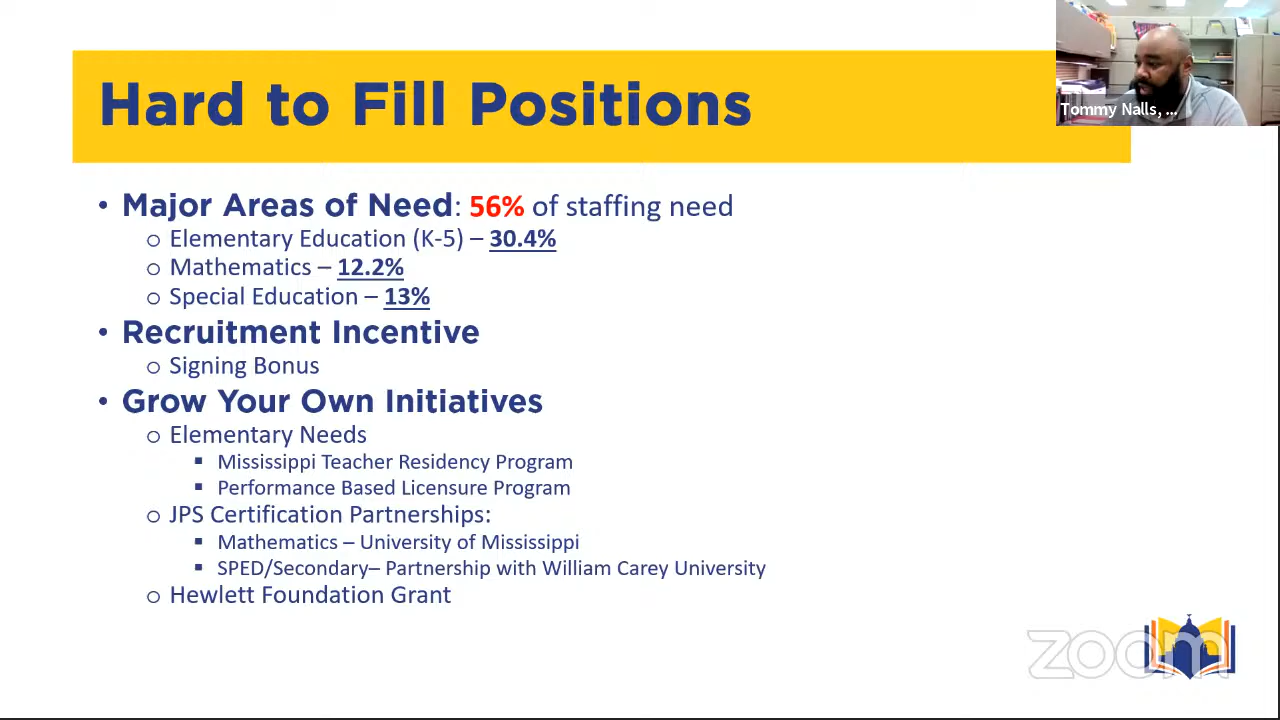 Hard to Fill Positions
Tommy Nalls, ...
• Major Areas of Need: 56% of staffing need
o Elementary Education (K-5) – 30.4%
o Mathematics – 12.2%
o Special Education – 13%
• Recruitment Incentive
o Signing Bonus
• Grow Your Own Initiatives
o Elementary Needs
▪ Mississippi Teacher Residency Program
▪ Performance Based Licensure Program
o JPS Certification Partnerships:
▪ Mathematics – University of Mississippi
▪ SPED/Secondary– Partnership with William Carey University
o Hewlett Foundation Grant
zoom